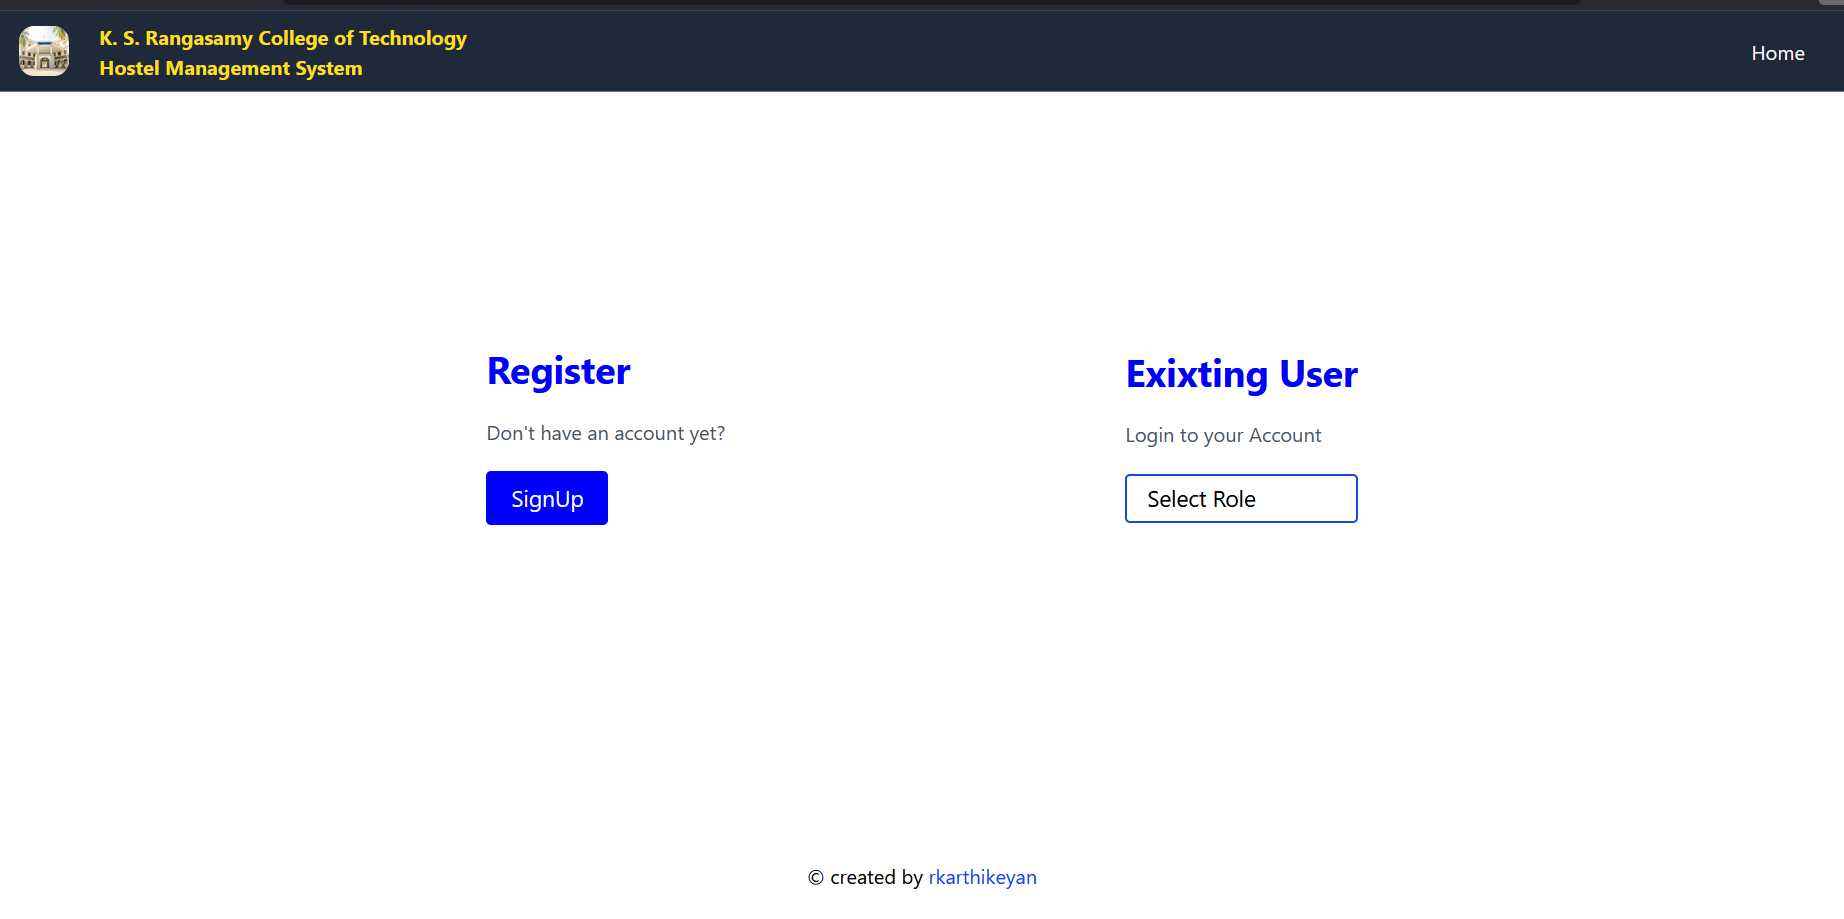 K. S. Rangasamy College of Technology
Hostel Management System
Home
Register
Don't have an account yet?
SignUp
Exixting User
Login to your Account
Select Role
© created by rkarthikeyan